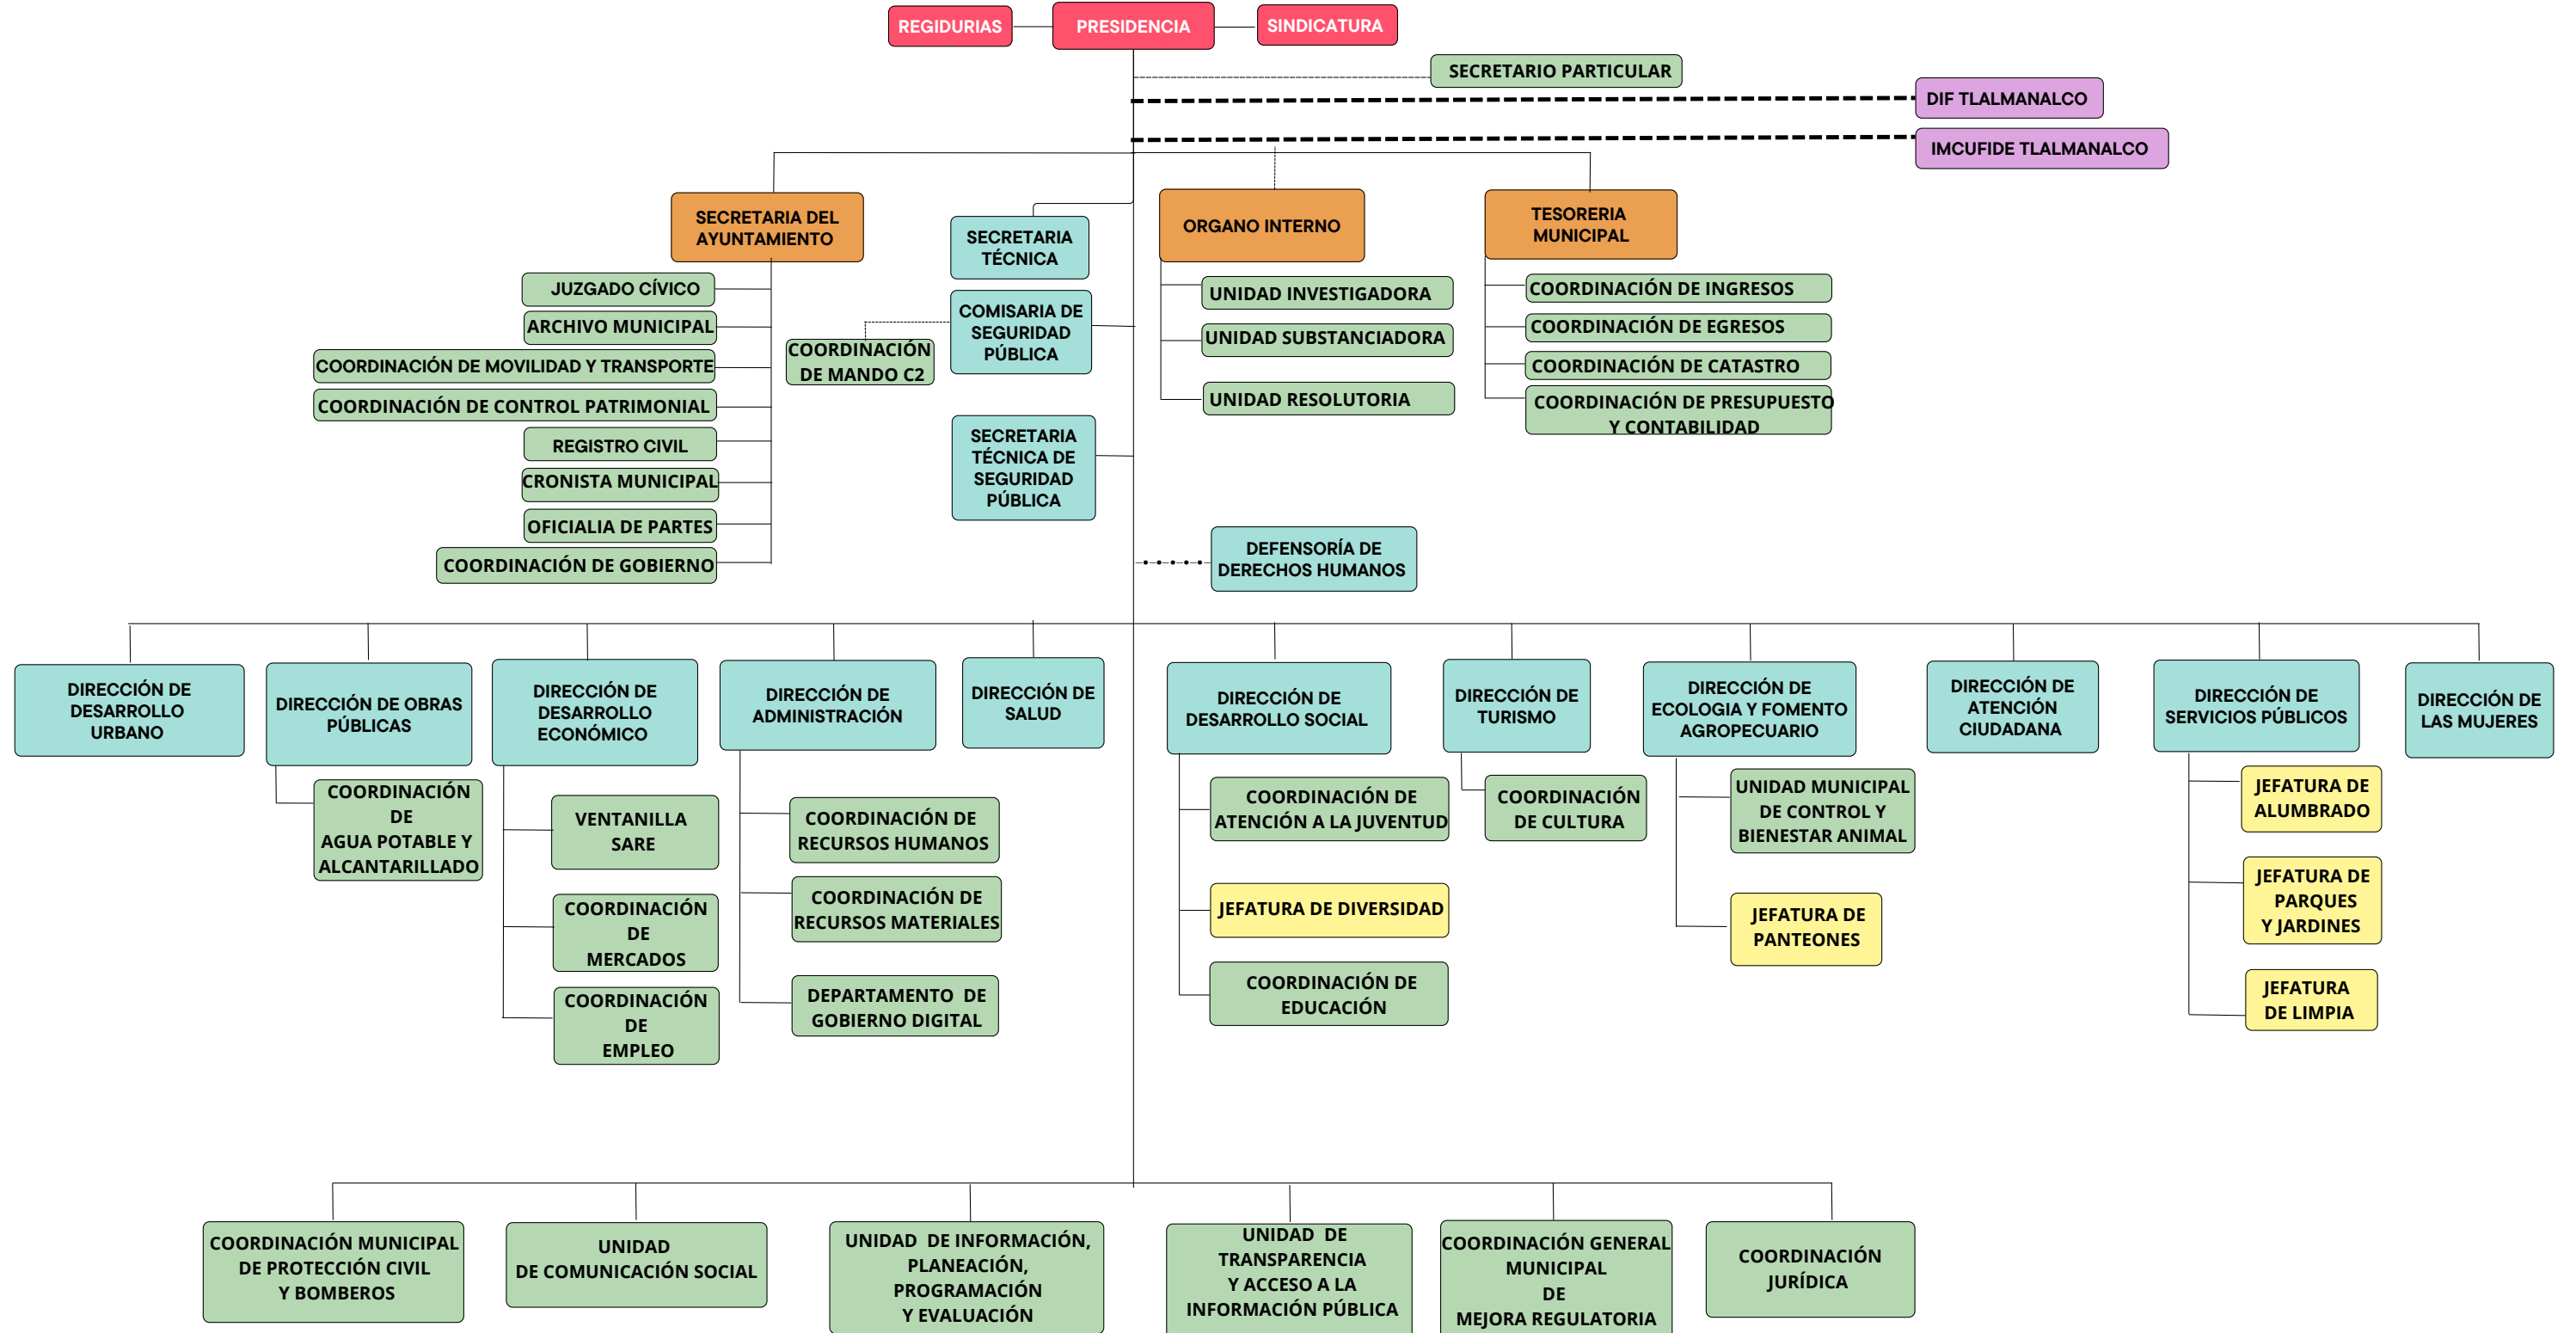 REGIDURIAS
PRESIDENCIA
SINDICATURA
SECRETARIO PARTICULAR
DIF TLALMANALCO
IMCUFIDE TLALMANALCO
SECRETARIA DEL
AYUNTAMIENTO
JUZGADO CÍVICO
ARCHIVO MUNICIPAL
COORDINACIÓN DE MOVILIDAD Y TRANSPORTE
COORDINACIÓN DE CONTROL PATRIMONIAL
REGISTRO CIVIL
CRONISTA MUNICIPAL
OFICIALIA DE PARTES
COORDINACIÓN DE GOBIERNO
SECRETARIA
TÉCNICA
COMISARIA DE
SEGURIDAD
PÚBLICA
COORDINACIÓN
DE MANDO C2
SECRETARIA
TÉCNICA DE
SEGURIDAD
PÚBLICA
ORGANO INTERNO
UNIDAD INVESTIGADORA
UNIDAD SUBSTANCIADORA
UNIDAD RESOLUTORIA
TESORERIA
MUNICIPAL
COORDINACIÓN DE INGRESOS
COORDINACIÓN DE EGRESOS
COORDINACIÓN DE CATASTRO
COORDINACIÓN DE PRESUPUESTO
Y CONTABILIDAD
DEFENSORÍA DE
DERECHOS HUMANOS
DIRECCIÓN DE
DESARROLLO
URBANO
DIRECCIÓN DE OBRAS
PÚBLICAS
COORDINACIÓN
DE
AGUA POTABLE Y
ALCANTARILLADO
DIRECCIÓN DE
DESARROLLO
ECONÓMICO
VENTANILLA
SARE
COORDINACIÓN
DE
MERCADOS
COORDINACIÓN
DE
EMPLEO
DIRECCIÓN DE
ADMINISTRACIÓN
COORDINACIÓN DE
RECURSOS HUMANOS
COORDINACIÓN DE
RECURSOS MATERIALES
DEPARTAMENTO DE
GOBIERNO DIGITAL
DIRECCIÓN DE
SALUD
DIRECCIÓN DE
DESARROLLO SOCIAL
COORDINACIÓN DE
ATENCIÓN A LA JUVENTUD
JEFATURA DE DIVERSIDAD
COORDINACIÓN DE
EDUCACIÓN
DIRECCIÓN DE
TURISMO
COORDINACIÓN
DE CULTURA
DIRECCIÓN DE
ECOLOGIA Y FOMENTO
AGROPECUARIO
UNIDAD MUNICIPAL
DE CONTROL Y
BIENESTAR ANIMAL
JEFATURA DE
PANTEONES
DIRECCIÓN DE
ATENCIÓN
CIUDADANA
DIRECCIÓN DE
SERVICIOS PÚBLICOS
JEFATURA DE
ALUMBRADO
JEFATURA DE
PARQUES
Y JARDINES
JEFATURA
DE LIMPIA
DIRECCIÓN DE
LAS MUJERES
COORDINACIÓN MUNICIPAL
DE PROTECCIÓN CIVIL
Y BOMBEROS
UNIDAD
DE COMUNICACIÓN SOCIAL
UNIDAD DE INFORMACIÓN,
PLANEACIÓN,
PROGRAMACIÓN
Y EVALUACIÓN
UNIDAD DE
TRANSPARENCIA
Y ACCESO A LA
INFORMACIÓN PÚBLICA
COORDINACIÓN GENERAL
MUNICIPAL
DE
MEJORA REGULATORIA
COORDINACIÓN
JURÍDICA